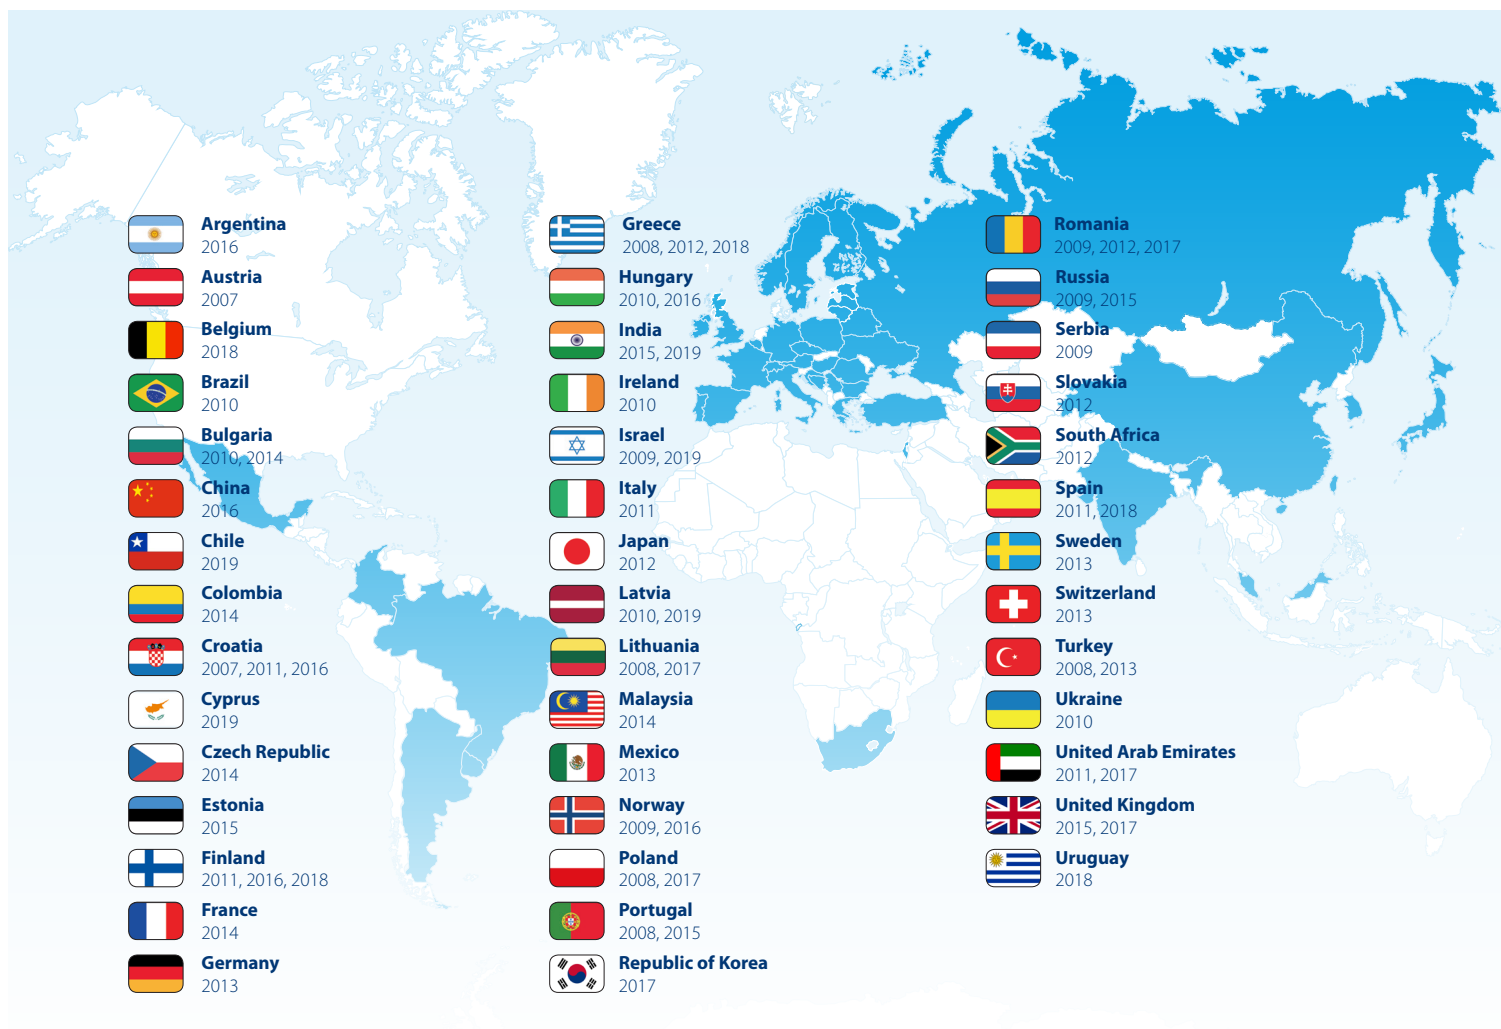 Argentina
2016
Austria
2007
Belgium
2018
Brazil
2010
Bulgaria
2010, 2014
China
2016
Chile
2019
Colombia
2014
Croatia
2007, 2011, 2016
Cyprus
2019
Czech Republic
2014
Estonia
2015
Finland
2011, 2016, 2018
France
2014
Germany
2013
Greece
2008, 2012, 2018
Hungary
2010, 2016
India
2015, 2019
Ireland
2010
Israel
2009, 2019
Italy
2011
Japan
2012
Latvia
2010, 2019
Lithuania
2008, 2017
Malaysia
2014
Mexico
2013
Norway
2009, 2016
Poland
2008, 2017
Portugal
2008, 2015
Republic of Korea
2017
Romania
2009, 2012, 2017
Russia
2009, 2015
Serbia
2009
Slovakia
2012
South Africa
2012
Spain
2011, 2018
Sweden
2013
Switzerland
2013
Turkey
2008, 2013
Ukraine
2010
United Arab Emirates
2011, 2017
United Kingdom
2015, 2017
Uruguay
2018